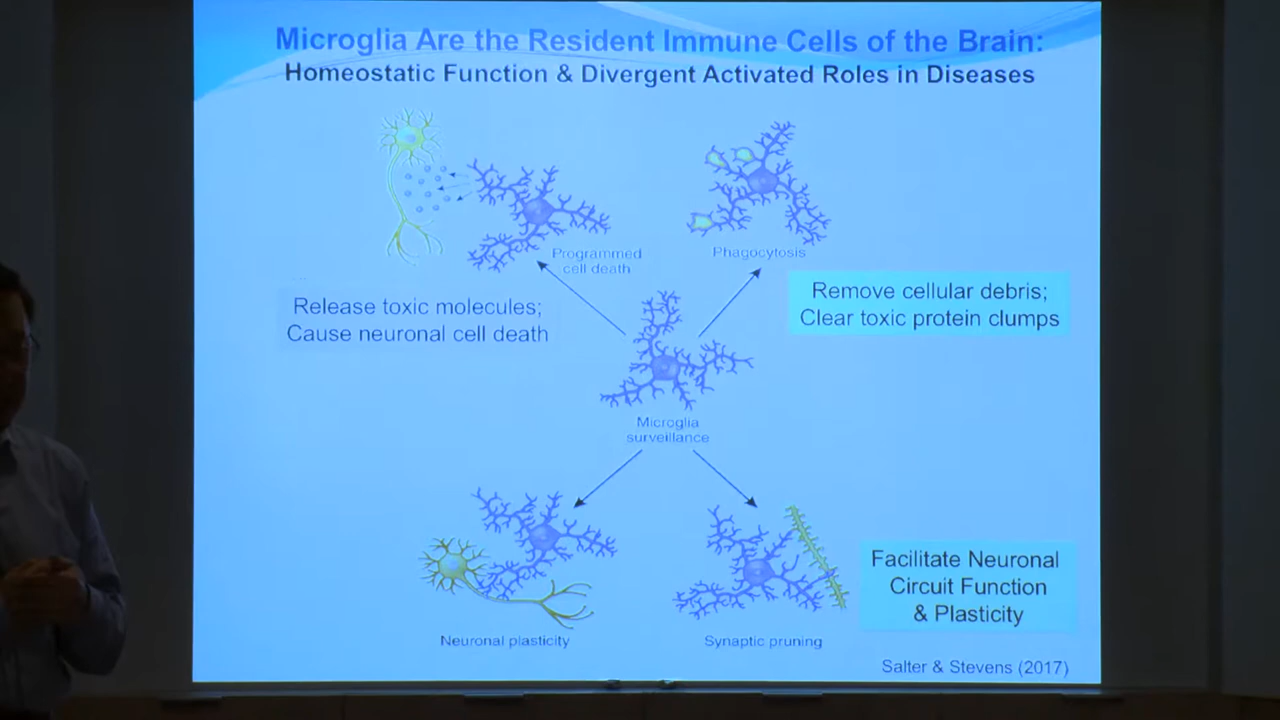 Microglia Are the Resident Immune Cells of the Brain:
Homeostatic Function & Divergent Activated Roles in Diseases
Programmed
cell death
Phagocytosis
Release toxic molecules;
Cause neuronal cell death
Remove cellular debris;
Clear toxic protein clumps
Microglia
surveillance
Neuronal plasticity
Synaptic pruning
Facilitate Neuronal
Circuit Function
& Plasticity
Salter & Stevens (2017)